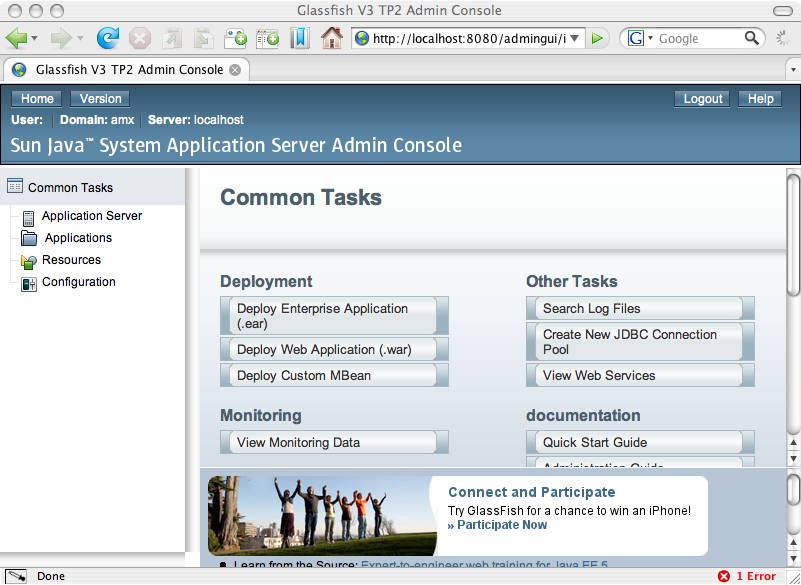 Glassfish V3 TP2 Admin Console
http://localhost:8080/admingui/i
G
Google
Glassfish V3 TP2 Admin Console
Home
Version
Logout
Help
User:
Domain: amx
Server: localhost
Sun Java™ System Application Server Admin Console
Common Tasks
Application Server
Applications
Resources
Configuration
Common Tasks
Deployment
Deploy Enterprise Application
(.ear)
Deploy Web Application (.war)
Deploy Custom MBean
Monitoring
View Monitoring Data
Other Tasks
Search Log Files
Create New JDBC Connection
Pool
View Web Services
documentation
Quick Start Guide
Administration Guide
Connect and Participate
Try GlassFish for a chance to win an iPhone!
» Participate Now
Learn from the Source: Expert-to-engineer web training for Java EE 5
Done
1 Error